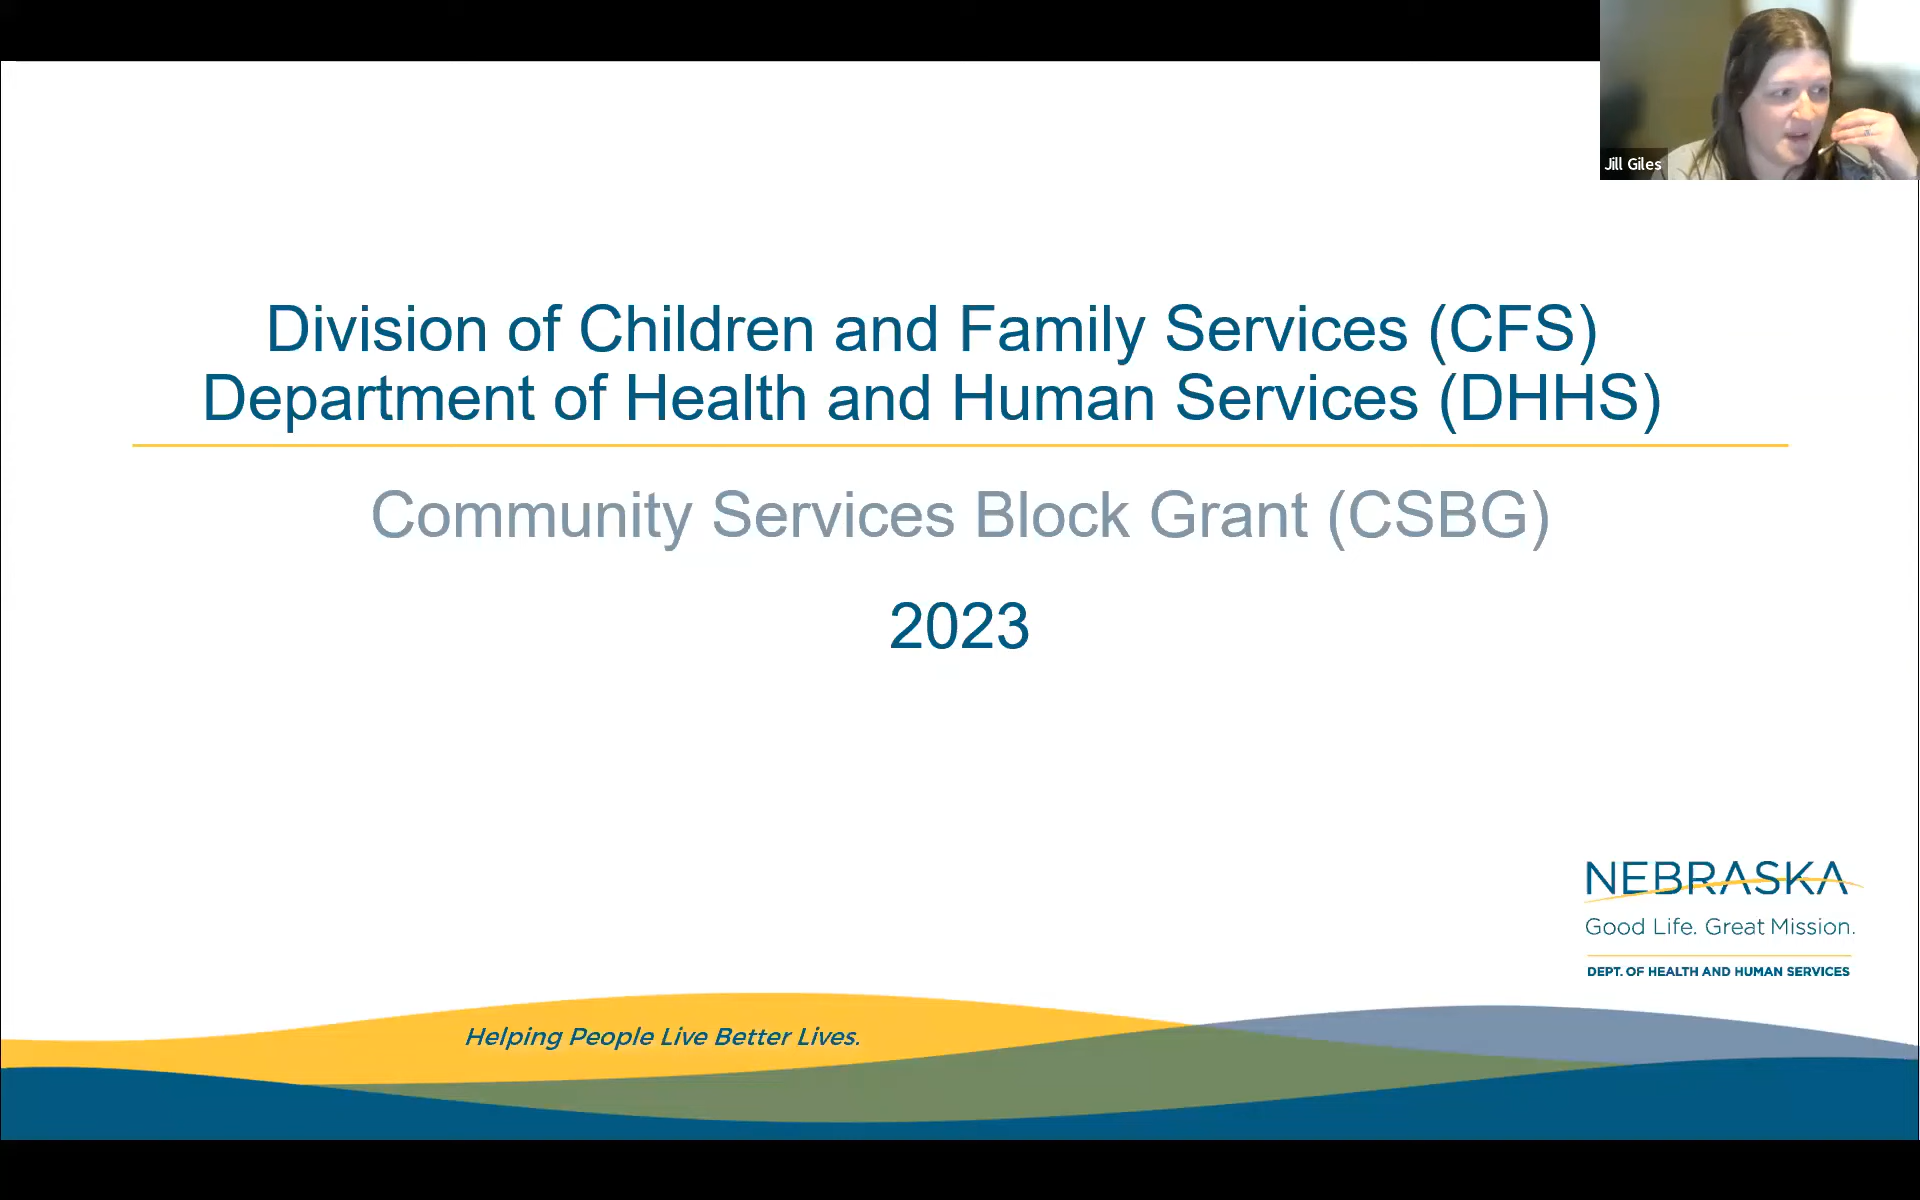 Jill Giles
Division of Children and Family Services (CFS)
Department of Health and Human Services (DHHS)
Community Services Block Grant (CSBG)
2023
NEBRASKA
Good Life. Great Mission.
DEPT. OF HEALTH AND HUMAN SERVICES
Helping People Live Better Lives.